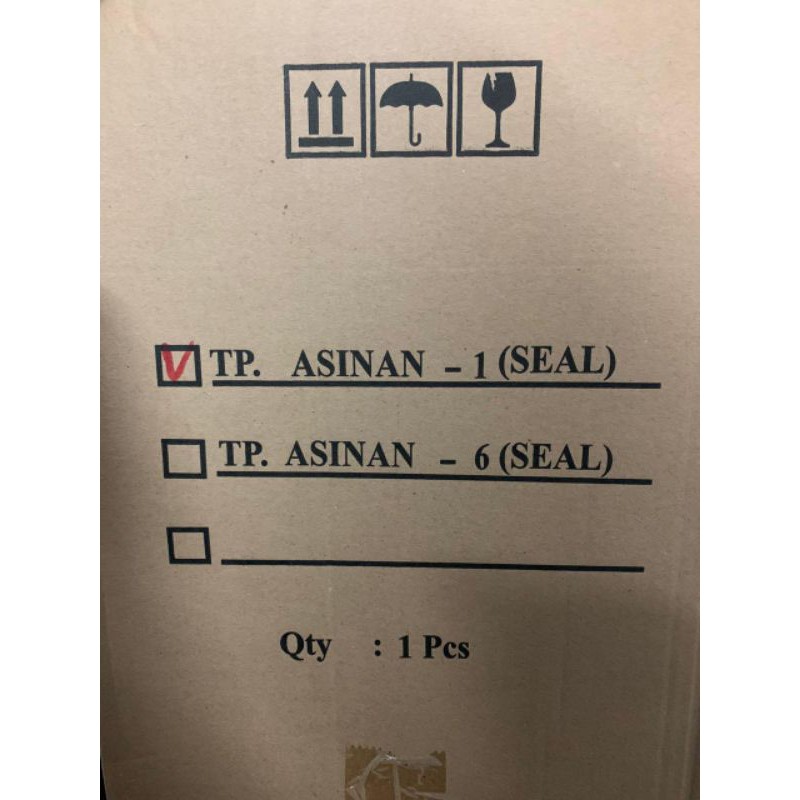 V TP. ASINAN - 1 (SEAL)
TP. ASINAN - 6 (SEAL)
Qty : 1 Pcs